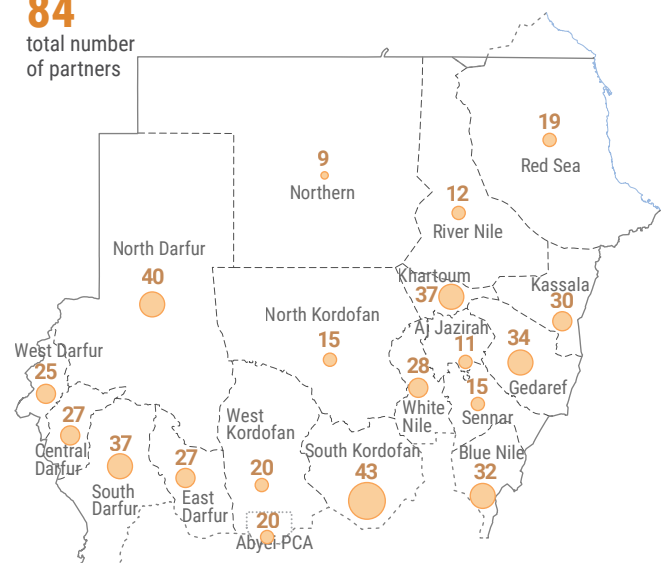 84
total number
of partners
19
Red Sea
9
Northern
12
River Nile
North Darfur
40
Khartoum
37
Kassala
30
North Kordofan
15
Aj Jazirah
11
34
Gedaref
West Darfur
25
28
White
Nile
15
Sennar
27
Central
Darfur
37
South
Darfur
27
East
Darfur
West
Kordofan
20
South Kordofan
43
Blue Nile
32
20
Abyei-PCA